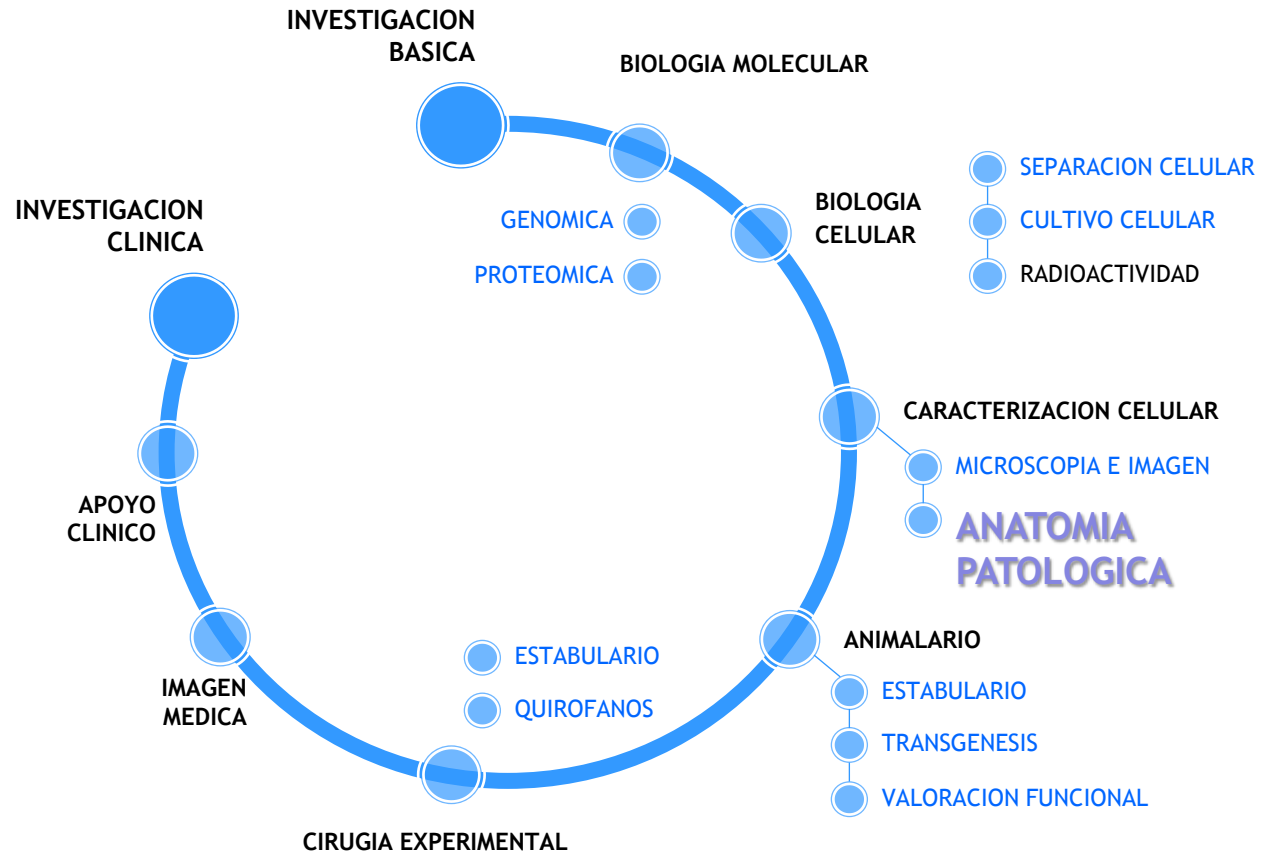 INVESTIGACION
BASICA
BIOLOGIA MOLECULAR
GENOMICA
PROTEOMICA
BIOLOGIA
CELULAR
SEPARACION CELULAR
CULTIVO CELULAR
RADIOACTIVIDAD
CARACTERIZACION CELULAR
MICROSCOPIA E IMAGEN
ANATOMIA
PATOLOGICA
ANIMALARIO
ESTABULARIO
TRANSGENESIS
VALORACION FUNCIONAL
ESTABULARIO
QUIROFANOS
CIRUGIA EXPERIMENTAL
IMAGEN
MEDICA
APOYO
CLINICO
INVESTIGACION
CLINICA